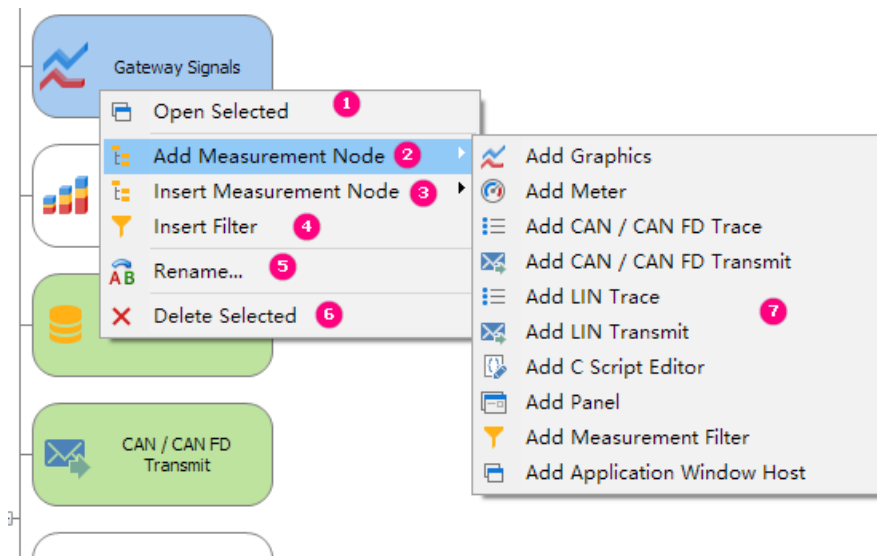 Gateway Signals
Open Selected 1
Add Measurement Node 2
Insert Measurement Node 3
Insert Filter 4
AB Rename... 5
Delete Selected 6
Add Graphics
Add Meter
Add CAN / CAN FD Trace
Add CAN / CAN FD Transmit
Add LIN Trace
7
Add LIN Transmit
Add C Script Editor
Add Panel
Add Measurement Filter
Add Application Window Host
CAN / CAN FD
Transmit